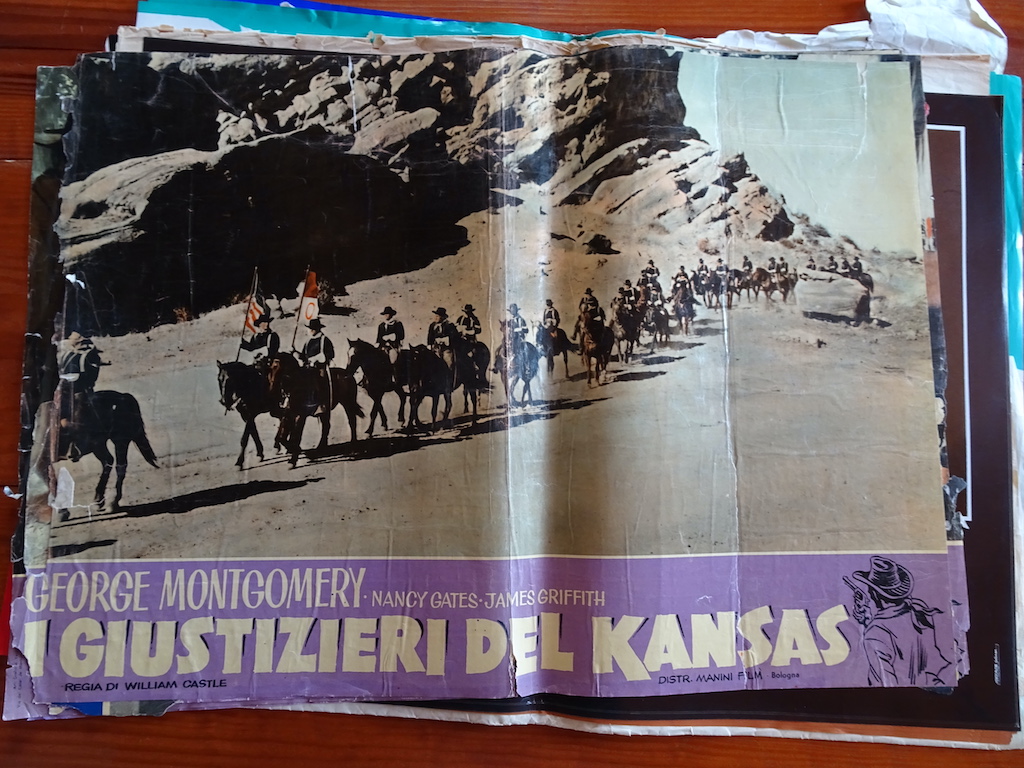 GEORGE MONTGOMERY · NANCY GATES · JAMES GRIFFITH
I GIUSTIZIERI DEL KANSAS
REGIA DI WILLIAM CASTLE
DISTR. MANINI FILM Bologna